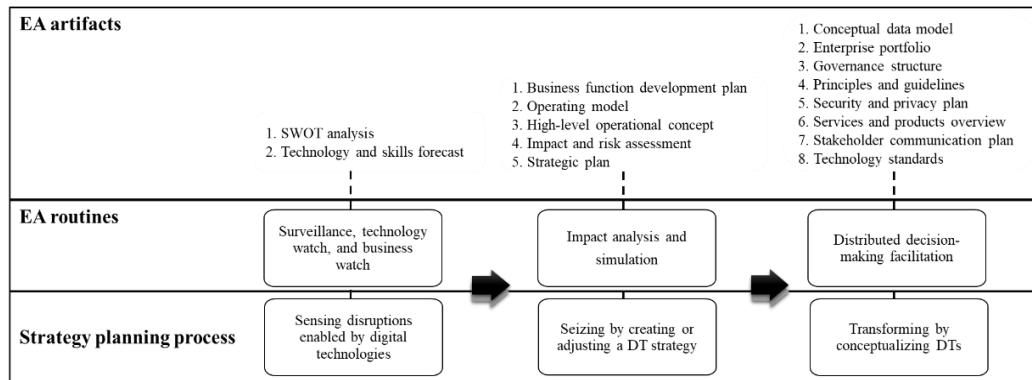 EA artifacts
1. SWOT analysis
2. Technology and skills forecast
1. Business function development plan
2. Operating model
3. High-level operational concept
4. Impact and risk assessment
5. Strategic plan
1. Conceptual data model
2. Enterprise portfolio
3. Governance structure
4. Principles and guidelines
5. Security and privacy plan
6. Services and products overview
7. Stakeholder communication plan
8. Technology standards
EA routines
Surveillance, technology
watch, and business
watch
Impact analysis and
simulation
Distributed decision-
making facilitation
Strategy planning process
Sensing disruptions
enabled by digital
technologies
Seizing by creating or
adjusting a DT strategy
Transforming by
conceptualizing DTs